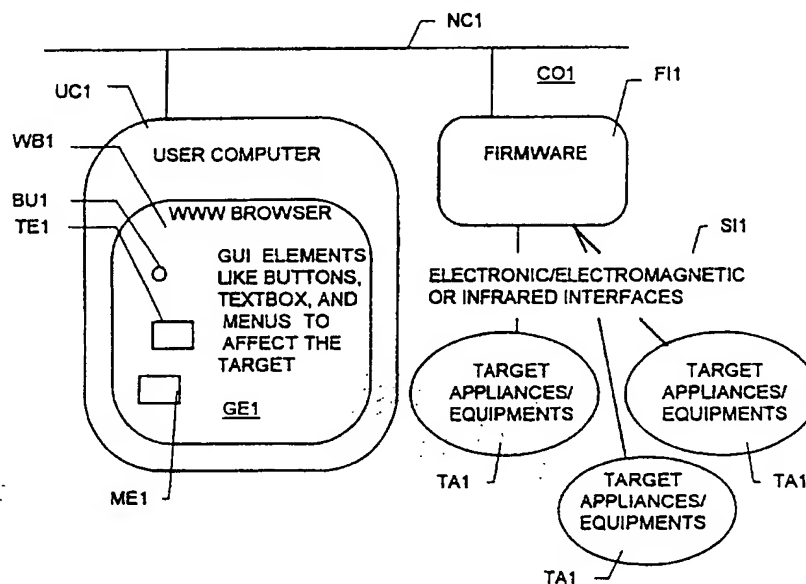 NC1
CO1
FI1
UC1
WB1
USER COMPUTER
FIRMWARE
BU1
TE1
WWW BROWSER
GUI ELEMENTS
LIKE BUTTONS,
TEXTBOX, AND
MENUS TO
AFFECT THE
TARGET
GE1
ME1
SI1
ELECTRONIC/ELECTROMAGNETIC
OR INFRARED INTERFACES
TARGET
APPLIANCES/
EQUIPMENTS
TARGET
APPLIANCES/
EQUIPMENTS
TA1
TA1
TARGET
APPLIANCES/
EQUIPMENTS
TA1